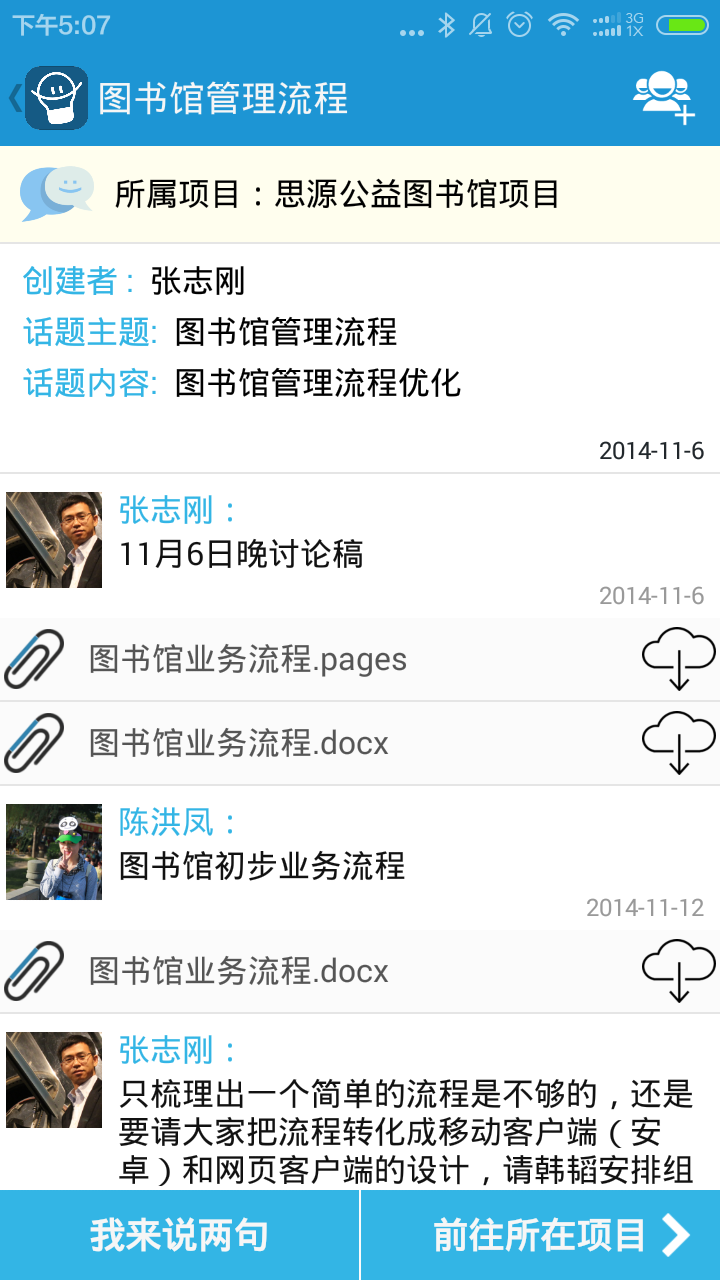 下午5:07
3G
1X
图书馆管理流程
所属项目：思源公益图书馆项目
创建者： 张志刚
话题主题: 图书馆管理流程
话题内容: 图书馆管理流程优化
2014-11-6
张志刚：
11月6日晚讨论稿
2014-11-6
图书馆业务流程.pages
图书馆业务流程.docx
陈洪凤：
图书馆初步业务流程
2014-11-12
图书馆业务流程.docx
张志刚：
只梳理出一个简单的流程是不够的，还是
要请大家把流程转化成移动客户端（安
卓）和网页客户端的设计，请韩韬安排组
我来说两句
前往所在项目